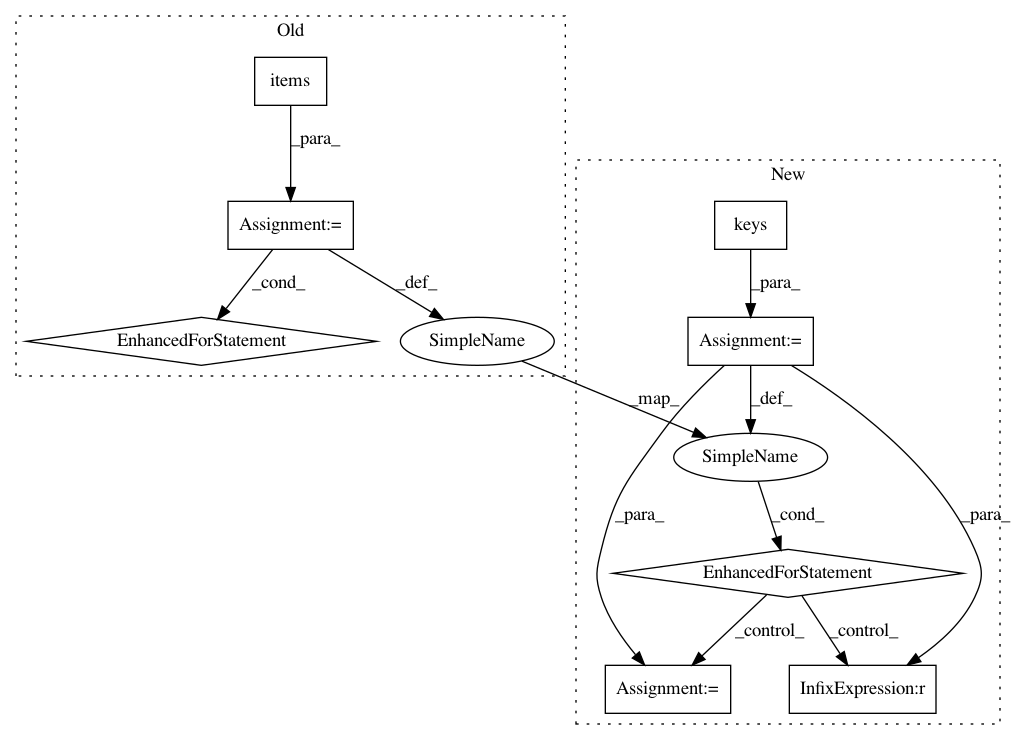 Old
items
_para_
Assignment:=
_cond_
_def_
EnhancedForStatement
SimpleName
_map_
New
keys
_para_
Assignment:=
_def_
SimpleName
_para_
_cond_
_para_
EnhancedForStatement
_control_
_control_
Assignment:=
InfixExpression:r